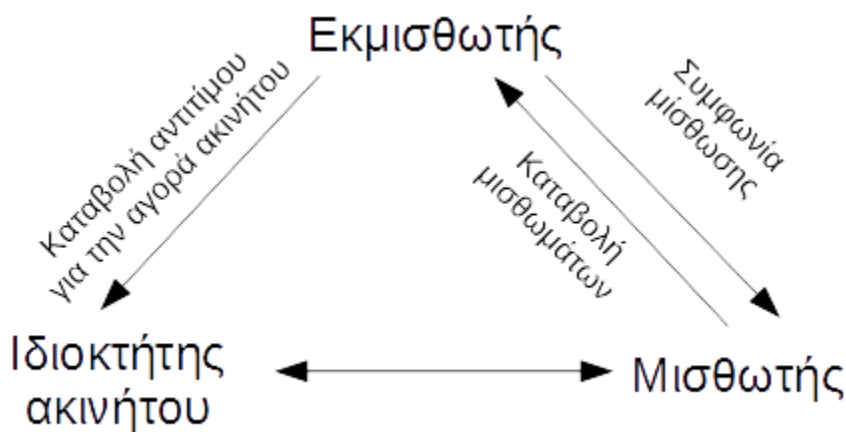 Εκμισθωτής
Καταβολή αντιτίμου
για την αγορά ακινήτου
Συμφωνία
μίσθωσης
Καταβολή
μισθωμάτων
Ιδιοκτήτης
ακινήτου
Μισθωτής